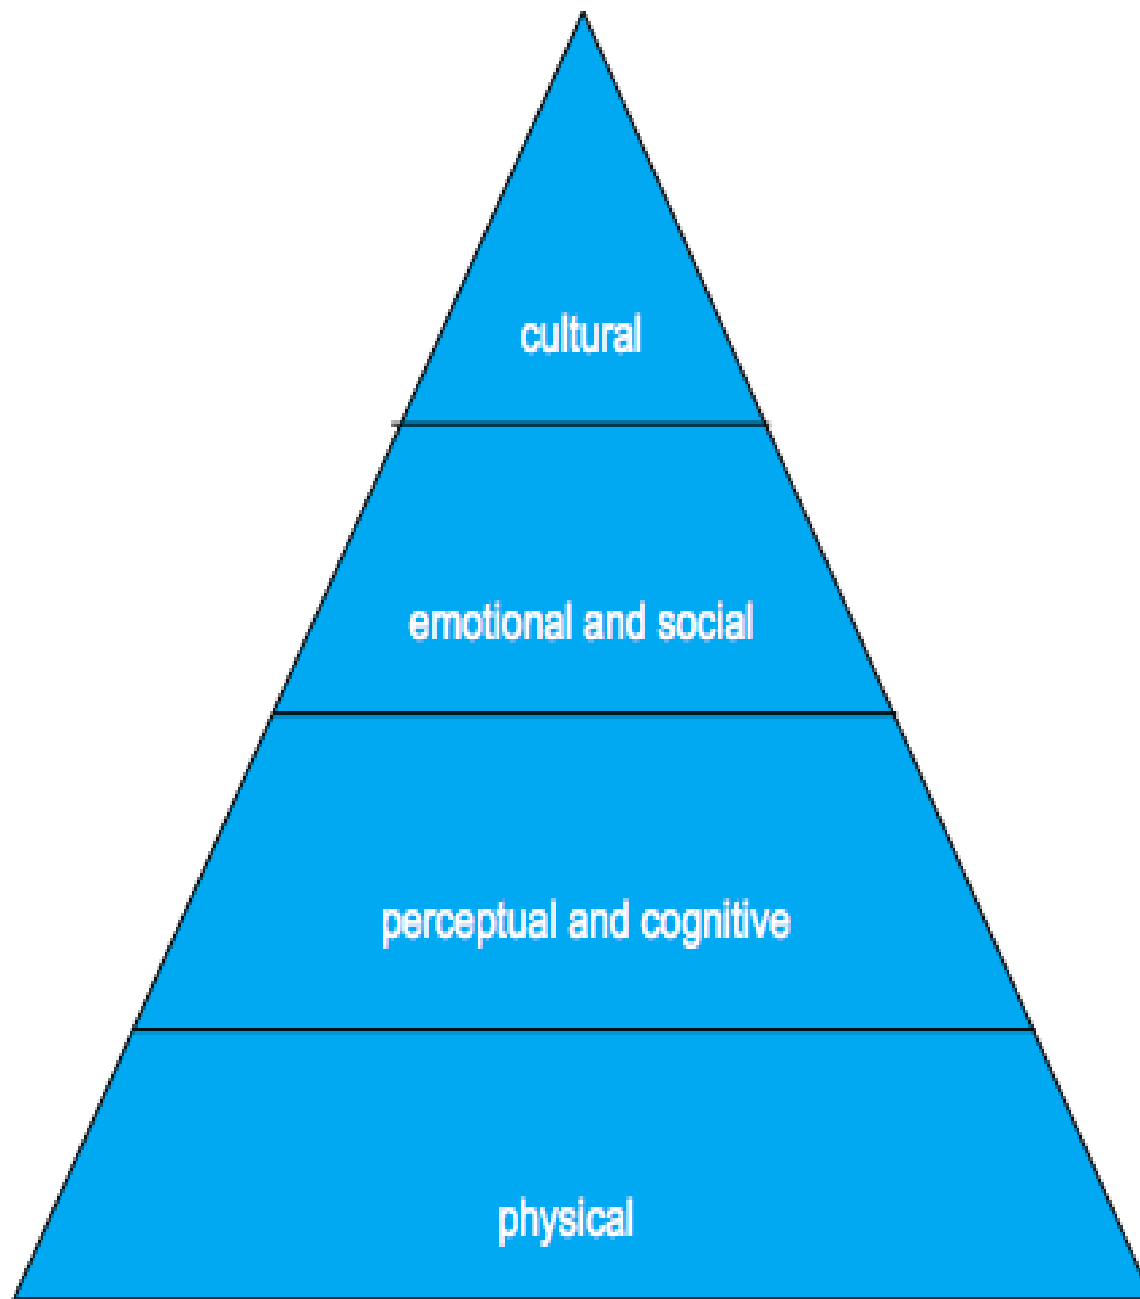 cultural
emotional and social
perceptual and cognitive
physical